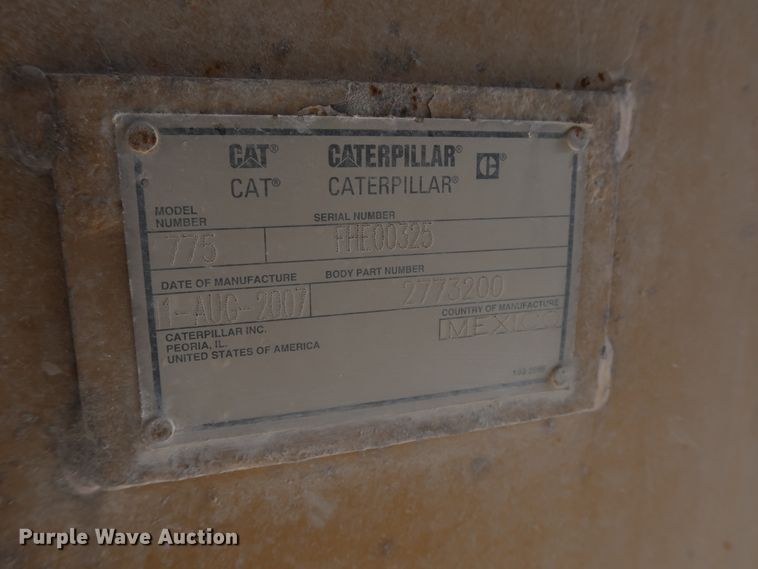 CAT® CATERPILLAR® C®
CAT® CATERPILLAR®
MODEL NUMBER SERIAL NUMBER
775 FHE00325
DATE OF MANUFACTURE BODY PART NUMBER
1-AUG-2007 2773200
COUNTRY OF MANUFACTURE
MEXICO
CATERPILLAR INC.
PEORIA, IL.
UNITED STATES OF AMERICA
Purple Wave Auction